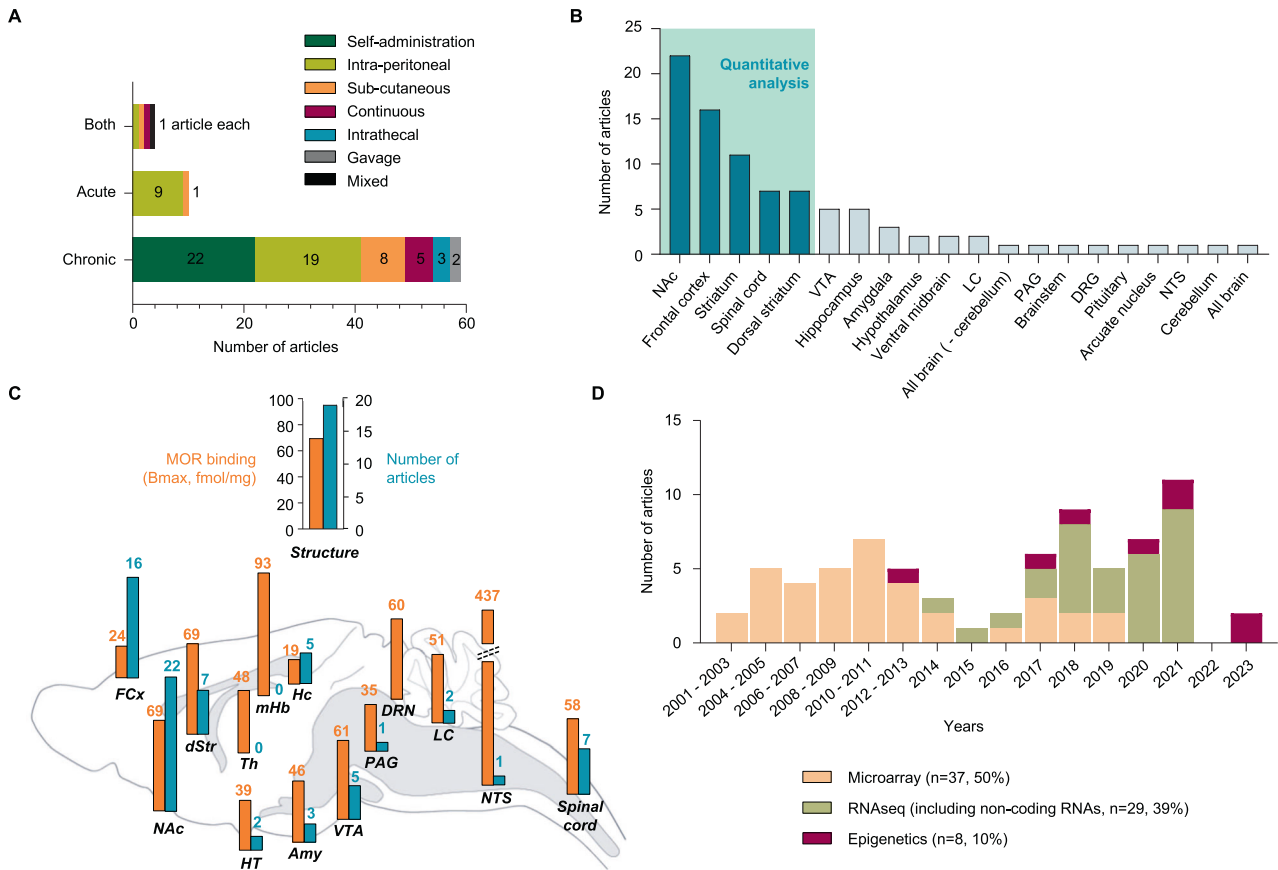 A
Self-administration
Intra-peritoneal
Sub-cutaneous
Continuous
Intrathecal
Gavage
Mixed
Both
1 article each
Acute
9
1
Chronic
22
19
8
5
3
2
0
20
40
60
Number of articles
B
Number of articles
25
20
15
10
5
0
Quantitative
analysis
NAc
Frontal cortex
Striatum
Spinal cord
Dorsal striatum
VTA
Hippocampus
Amygdala
Hypothalamus
Ventral midbrain
LC
All brain ( - cerebellum)
PAG
Brainstem
DRG
Pituitary
Arcuate nucleus
NTS
Cerebellum
All brain
C
MOR binding
(Bmax, fmol/mg)
100
80
60
40
100
0
20
15
10
5
0
Number of
articles
Structure
24
16
FCx
69
22
NAc
69
7
dStr
48
0
Th
93
0
mHb
19
5
Hc
39
2
HT
46
3
Amy
61
5
VTA
35
1
PAG
60
DRN
51
2
LC
437
1
NTS
58
7
Spinal
cord
D
Number of articles
15
10
5
0
2001 - 2003
2004 - 2005
2006 - 2007
2008 - 2009
2010 - 2011
2012 - 2013
2014
2015
2016
2017
2018
2019
2020
2021
2022
2023
Years
Microarray (n=37, 50%)
RNAseq (including non-coding RNAs, n=29, 39%)
Epigenetics (n=8, 10%)